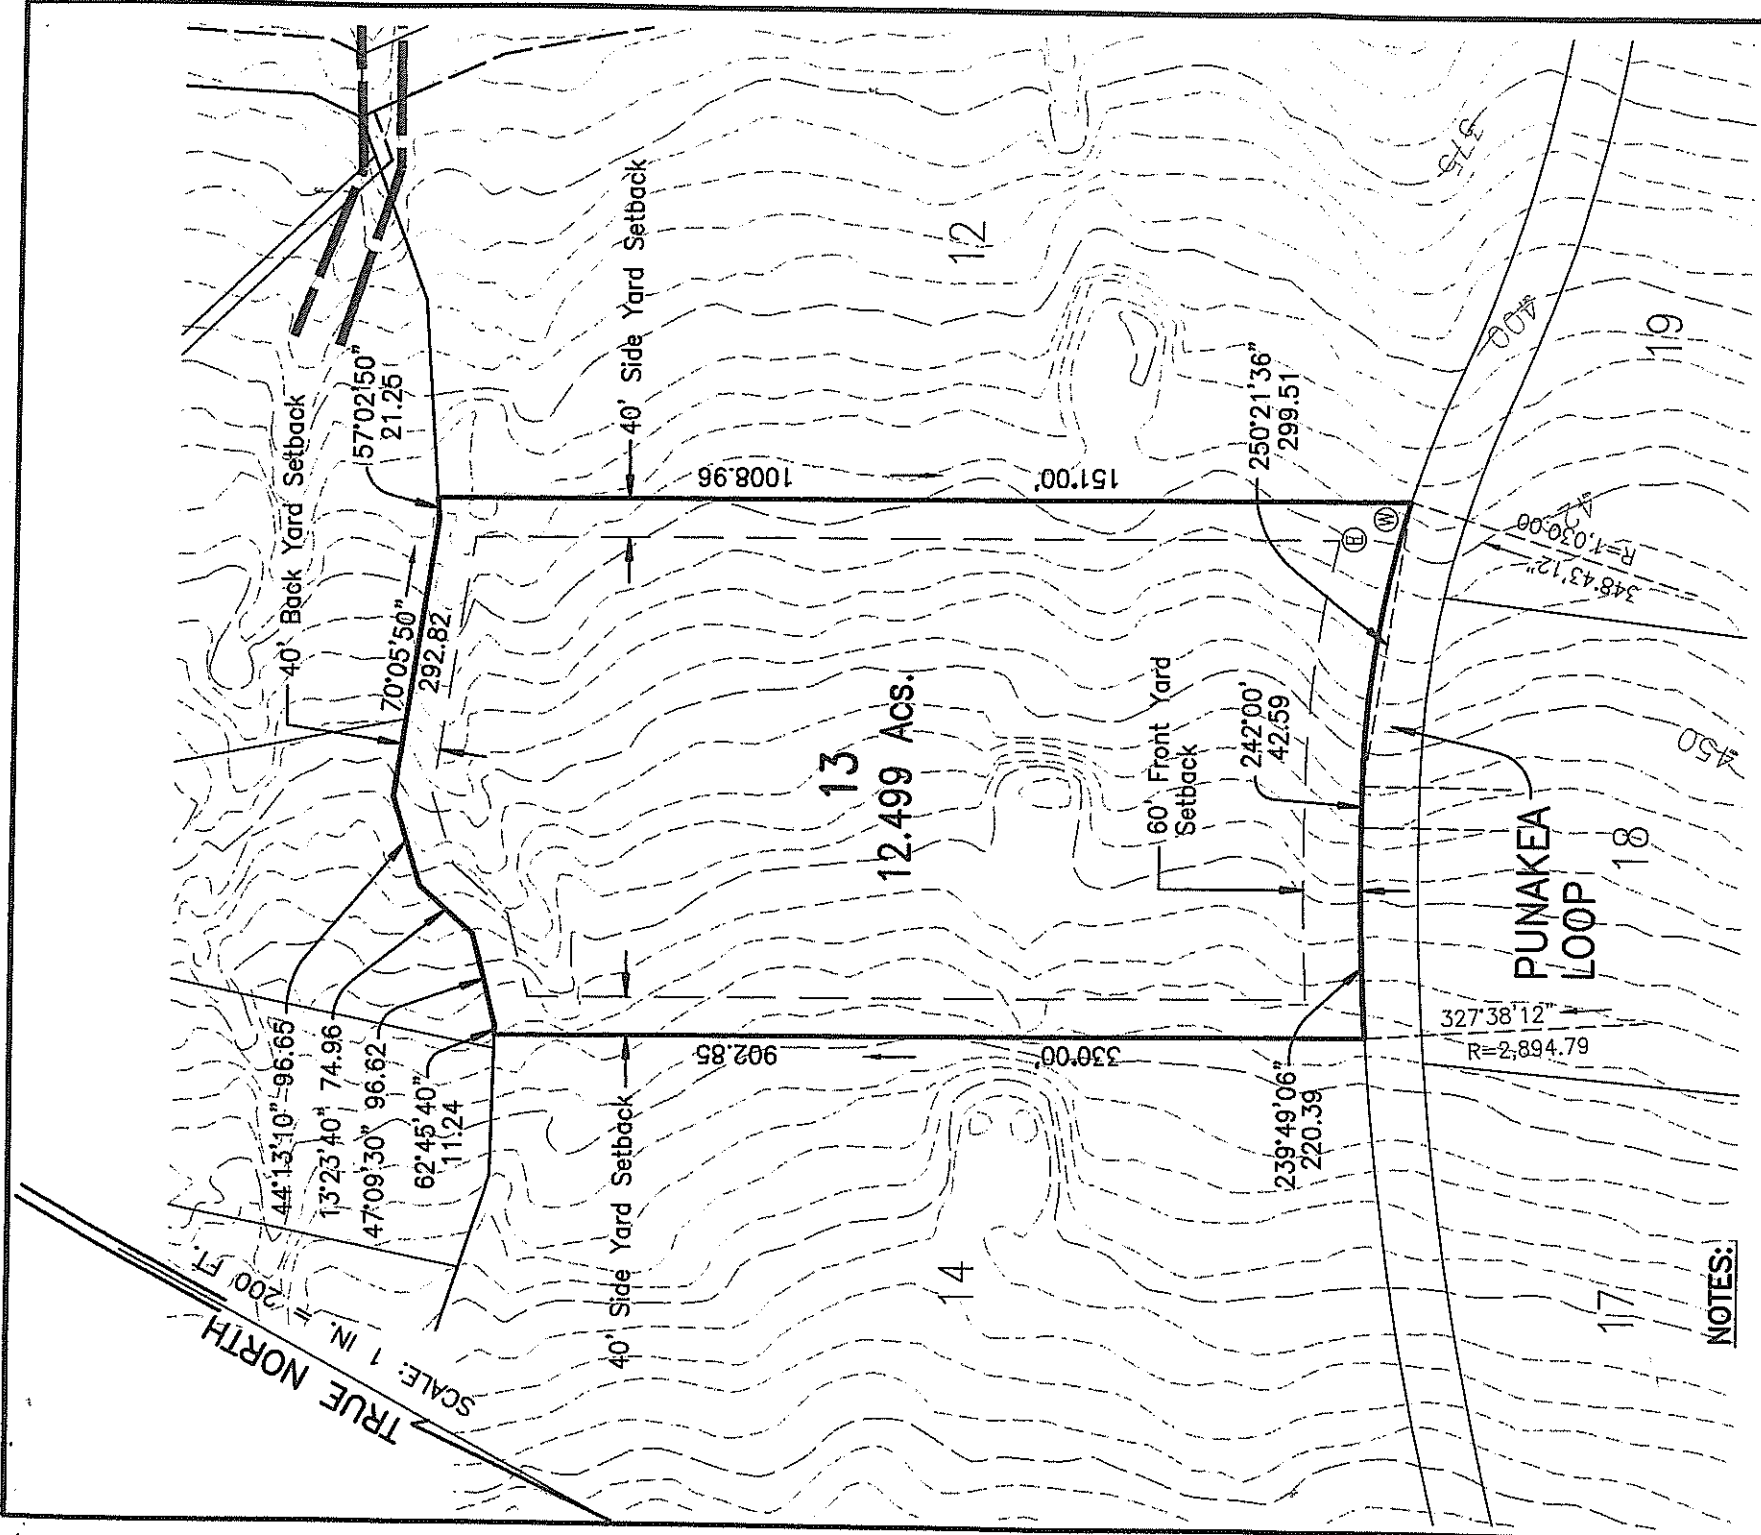 TRUE NORTH
SCALE: 1 IN. = 200 FT.
44°13'10" 96.65
13°23'40" 74.96
47°09'30" 96.62
62°45'40"
11.24
40' Back Yard Setback
70°05'50"
292.82
57°02'50"
21.25
40' Side Yard Setback
40' Side Yard Setback
902.85
330°00'
1008.96
151°00'
13
12.499 Acs.
14
12
60' Front Yard
Setback
242°00'
42.59
250°21'36"
299.51
239°49'06"
220.39
E
W
PUNAKEA
LOOP
327°38'12"
R=2,894.79
348°43'12"
R=1,030.00
375
400
450
17
18
19
NOTES: